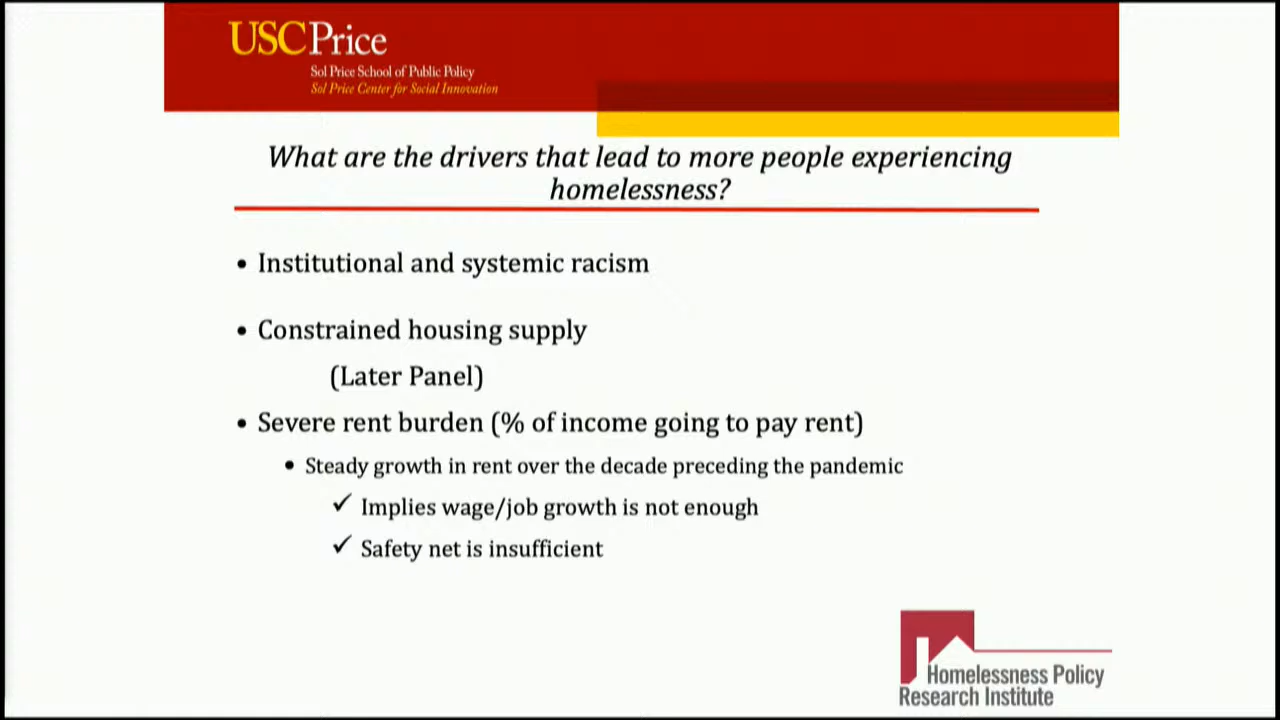 USC Price
Sol Price School of Public Policy
Sol Price Center for Social Innovation
What are the drivers that lead to more people experiencing
homelessness?
• Institutional and systemic racism
• Constrained housing supply
(Later Panel)
• Severe rent burden (% of income going to pay rent)
• Steady growth in rent over the decade preceding the pandemic
✓ Implies wage/job growth is not enough
✓ Safety net is insufficient
Homelessness Policy
Research Institute